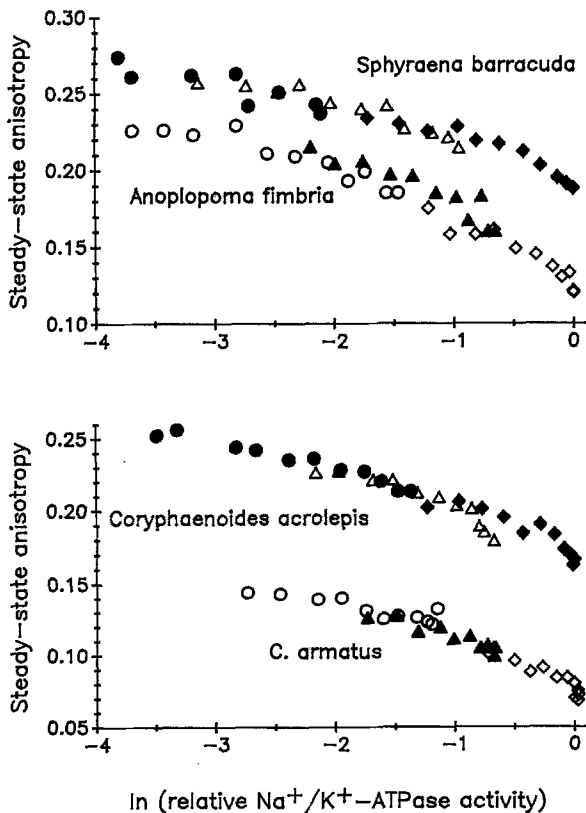 Steady-state anisotropy
0.30
0.25
0.20
0.15
0.10
Sphyraena barracuda
Anoplopoma fimbria
-4
-3
-2
-1
0
Steady-state anisotropy
0.25
0.20
0.15
0.10
0.05
Coryphaenoides acrolepis
C. armatus
-4
-3
-2
-1
0
ln (relative Na⁺/K⁺-ATPase activity)